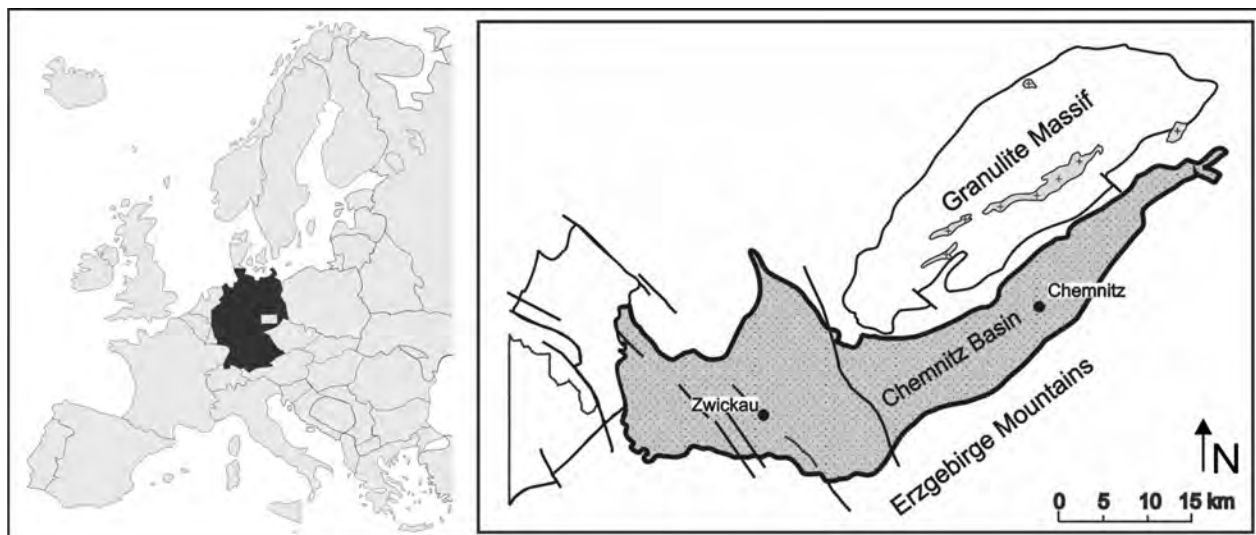 Granulite Massif
Chemnitz
Chemnitz Basin
Zwickau
Erzgebirge Mountains
N
0 5 10 15 km